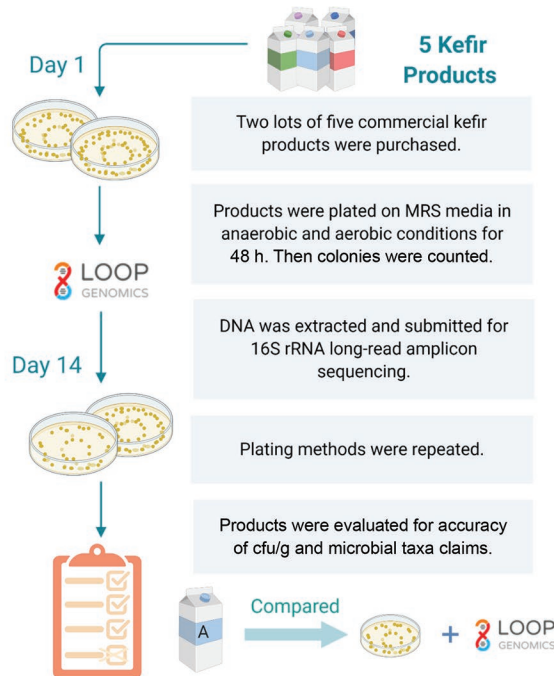 5 Kefir
Products
Day 1
Two lots of five commercial kefir
products were purchased.
Products were plated on MRS media in
anaerobic and aerobic conditions for
48 h. Then colonies were counted.
LOOP
GENOMICS
DNA was extracted and submitted for
16S rRNA long-read amplicon
sequencing.
Day 14
Plating methods were repeated.
Products were evaluated for accuracy
of cfu/g and microbial taxa claims.
A
Compared
+
LOOP
GENOMICS